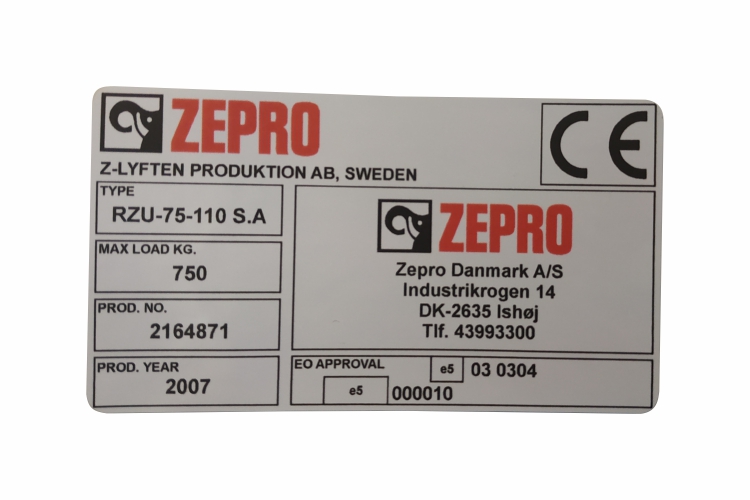 ZEPRO
CE
Z-LYFTEN PRODUKTION AB, SWEDEN
TYPE
RZU-75-110 S.A
MAX LOAD KG.
750
PROD. NO.
2164871
PROD. YEAR
2007
ZEPRO
Zepro Danmark A/S
Industrikrogen 14
DK-2635 Ishøj
Tlf. 43993300
EO APPROVAL e5 03 0304
e5 000010